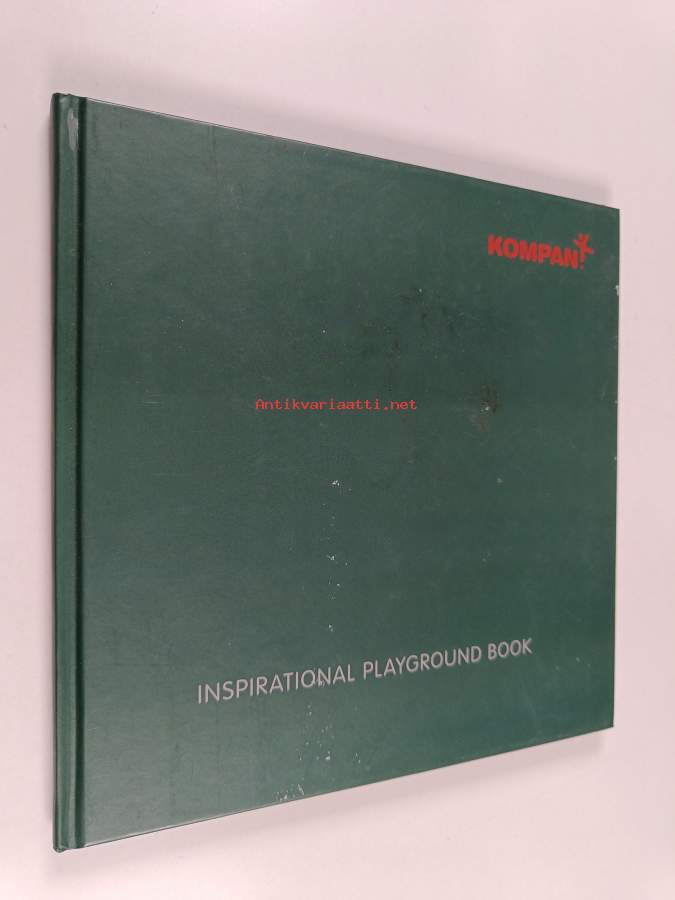 KOMPAN!
Antikvariaatti.net
INSPIRATIONAL PLAYGROUND BOOK